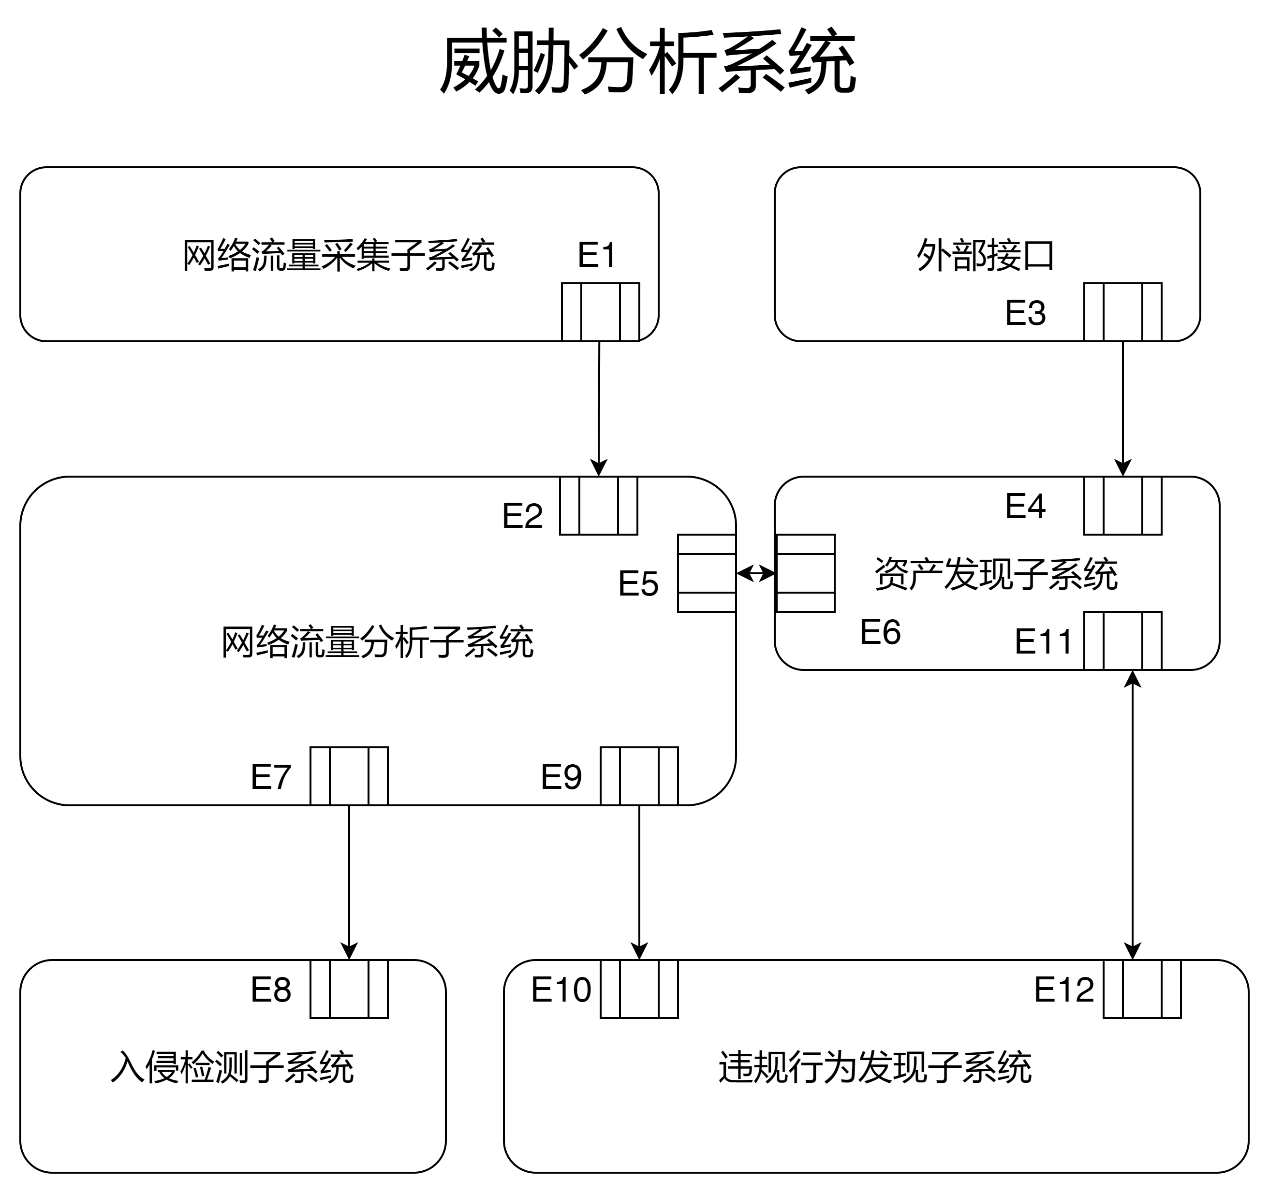 威胁分析系统
网络流量采集子系统
E1
外部接口
E3
E2
E4
E5
资产发现子系统
E6
E11
网络流量分析子系统
E7
E9
E8
E10
E12
入侵检测子系统
违规行为发现子系统